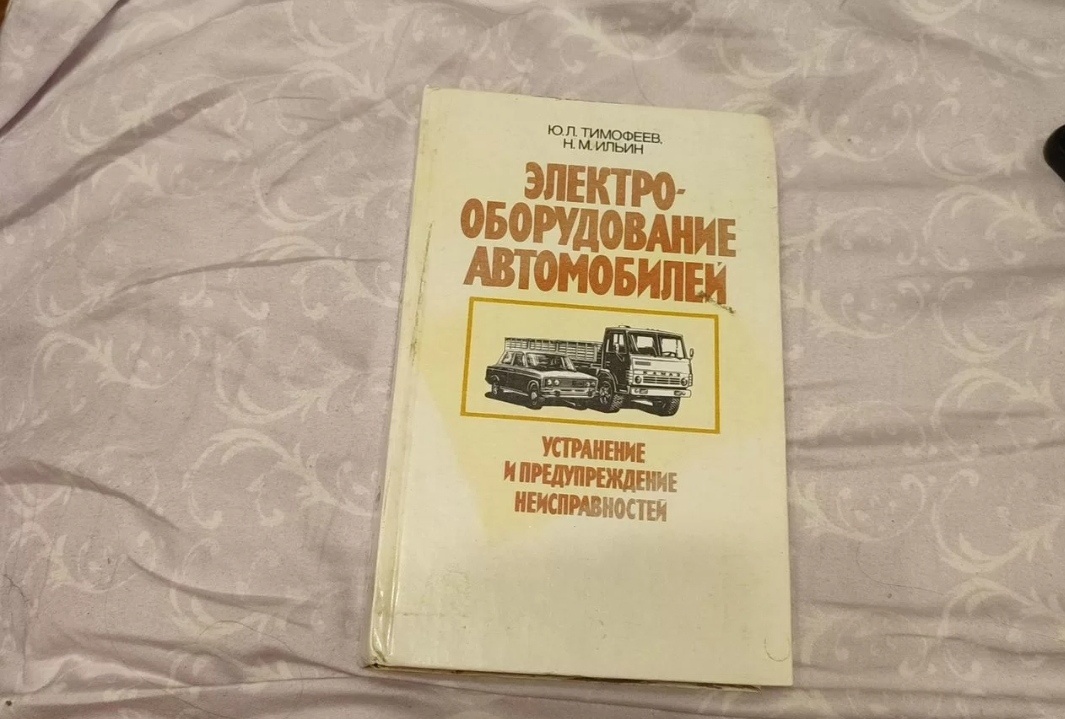 Ю.Л. ТИМОФЕЕВ,
Н.М. ИЛЬИН
ЭЛЕКТРО-
ОБОРУДОВАНИЕ
АВТОМОБИЛЕЙ
УСТРАНЕНИЕ
И ПРЕДУПРЕЖДЕНИЕ
НЕИСПРАВНОСТЕЙ